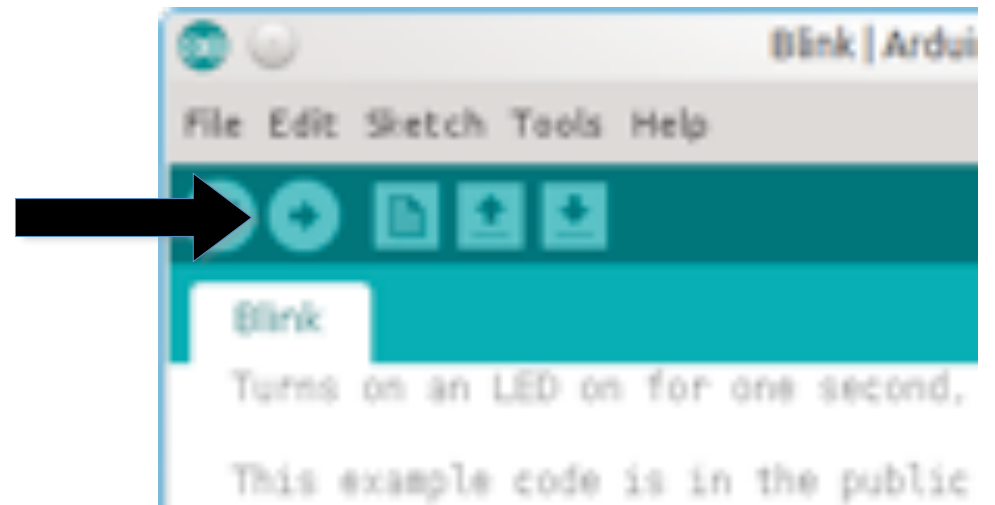 Blink | Ardui
File Edit Sketch Tools Help
Blink
Turns on an LED on for one second,
This example code is in the public